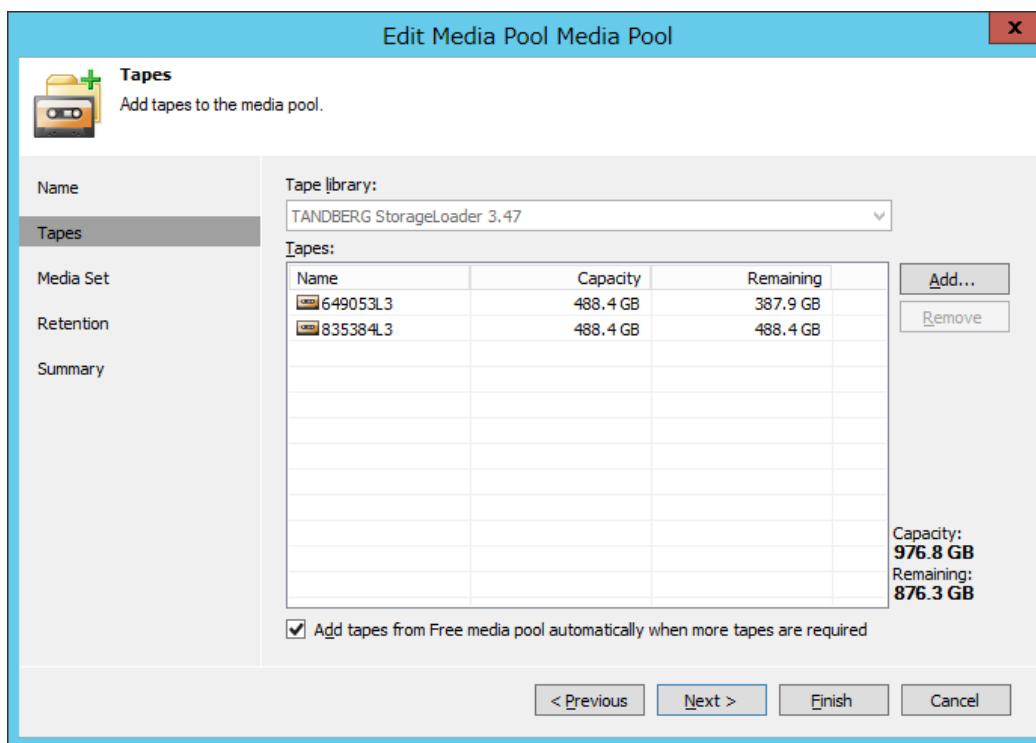 Edit Media Pool Media Pool
x
Tapes
Add tapes to the media pool.
Name
Tapes
Media Set
Retention
Summary
Tape library:
TANDBERG StorageLoader 3.47
Tapes:
Name Capacity Remaining
649053L3 488.4 GB 387.9 GB
835384L3 488.4 GB 488.4 GB
Add...
Remove
Capacity:
976.8 GB
Remaining:
876.3 GB
Add tapes from Free media pool automatically when more tapes are required
< Previous Next > Finish Cancel